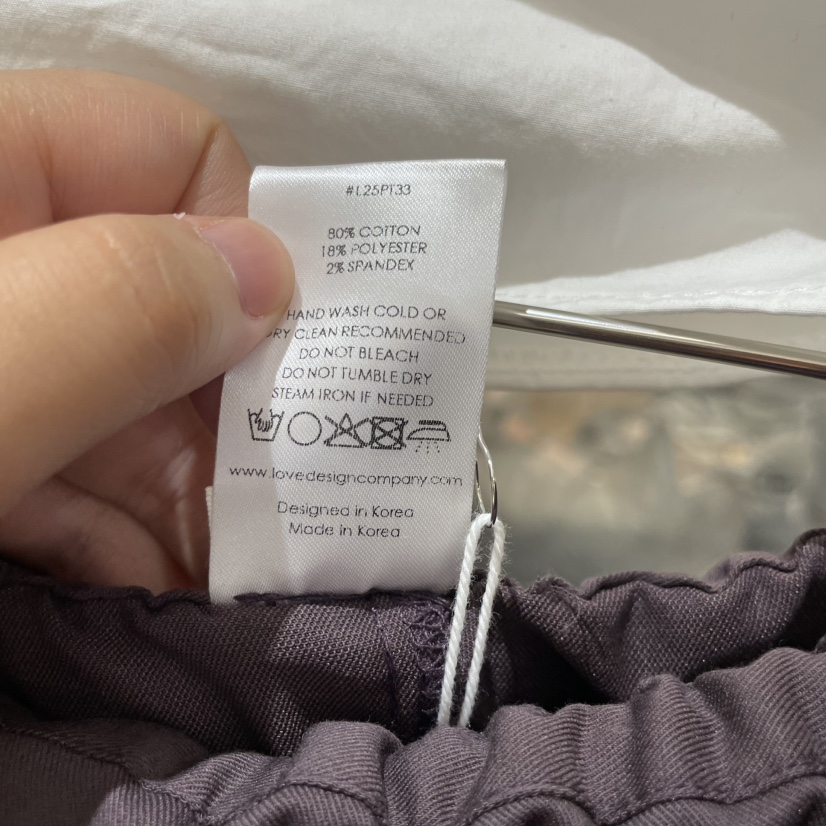 #L25PT33
80% COTTON
18% POLYESTER
2% SPANDEX
HAND WASH COLD OR
DRY CLEAN RECOMMENDED
DO NOT BLEACH
DO NOT TUMBLE DRY
STEAM IRON IF NEEDED
www.lovedesigncompany.com
Designed in Korea
Made in Korea